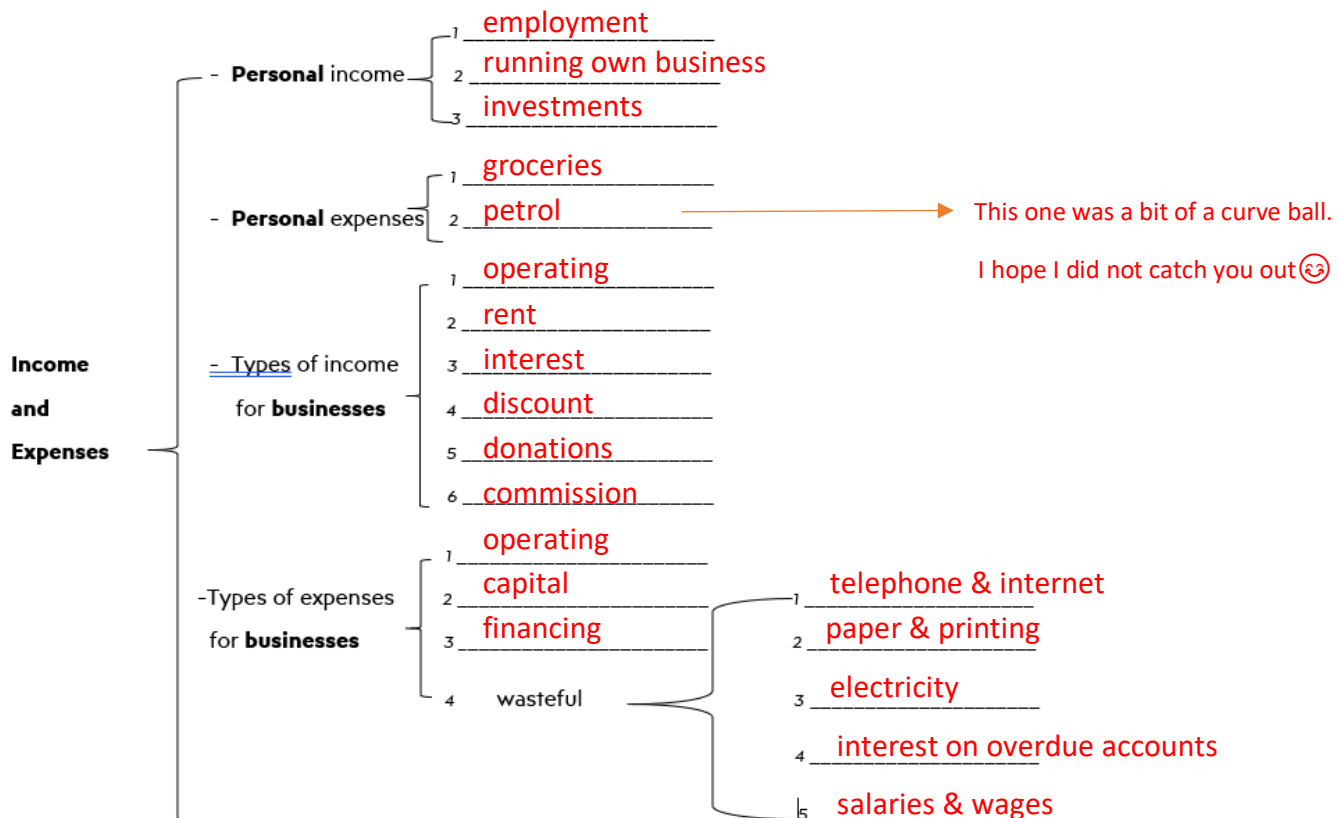 1 employment
- Personal income
2 running own business
3 investments
1 groceries
- Personal expenses
2 petrol
This one was a bit of a curve ball.
I hope I did not catch you out😊
1 operating
2 rent
Income
and
Expenses
- Types of income
for businesses
3 interest
4 discount
5 donations
6 commission
1 operating
-Types of expenses
for businesses
2 capital
3 financing
4 wasteful
1 telephone & internet
2 paper & printing
3 electricity
4 interest on overdue accounts
5 salaries & wages